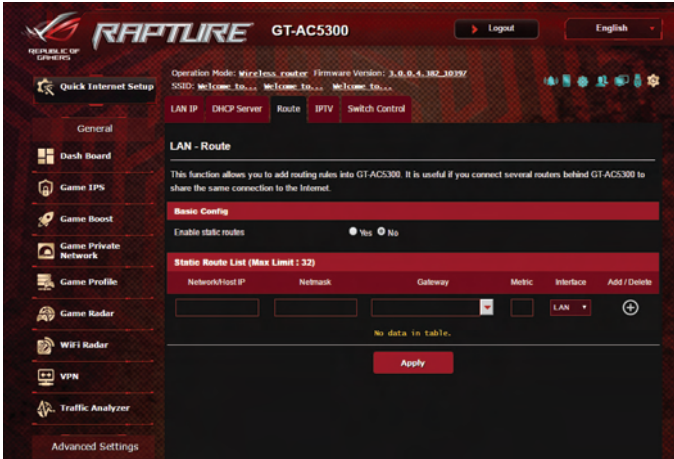 REPUBLIC OF
GAMERS
RAPTURE
GT-AC5300
Logout
English
Quick Internet Setup
General
Dash Board
Game IPS
Game Boost
Game Private
Network
Game Profile
Game Radar
WiFi Radar
VPN
Traffic Analyzer
Advanced Settings
Operation Mode: Wireless router Firmware Version: 3.0.0.4.382_10397
SSID: Welcome to... Welcome to... Welcome to...
LAN IP DHCP Server Route IPTV Switch Control
LAN - Route
This function allows you to add routing rules into GT-AC5300. It is useful if you connect several routers behind GT-AC5300 to
share the same connection to the Internet.
Basic Config
Enable static routes Yes No
Static Route List (Max Limit : 32)
Network/Host IP Netmask Gateway Metric Interface Add / Delete
LAN
No data in table.
Apply